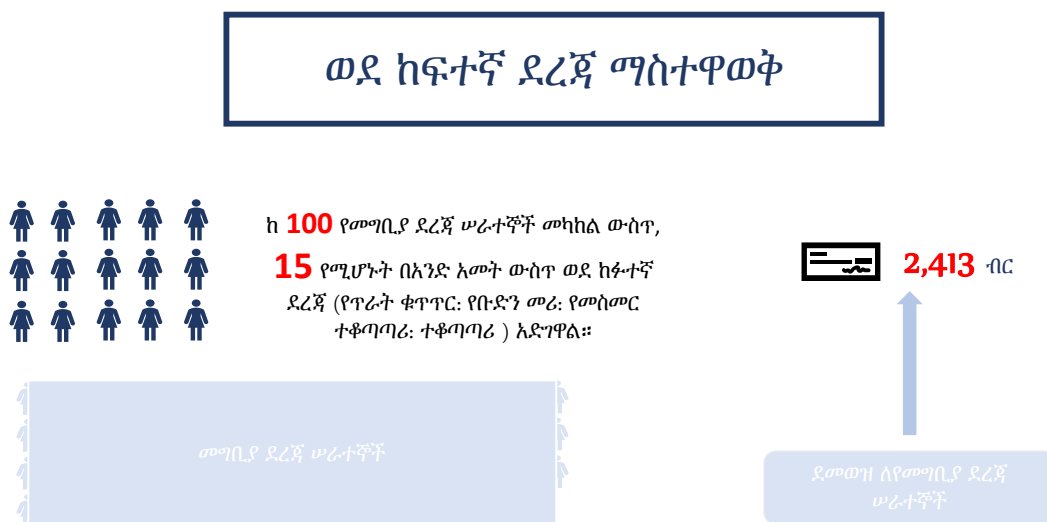 ወደ ከፍተኛ ደረጃ ማስተዋወቅ
ከ 100 የመግቢያ ደረጃ ሠራተኞች መካከል ውስጥ,
15 የሚሆኑት በአንድ አመት ውስጥ ወደ ከፉተኛ
ደረጃ (የጥራት ቁጥጥር: የቡድን መሪ: የመስመር
ተቆጣጣሪ: ተቆጣጣሪ ) አድገዋል።
2,413 ብር
መግቢያ ደረጃ ሠራተኞች
ደመወዝ ለየመግቢያ ደረጃ
ሠራተኞች